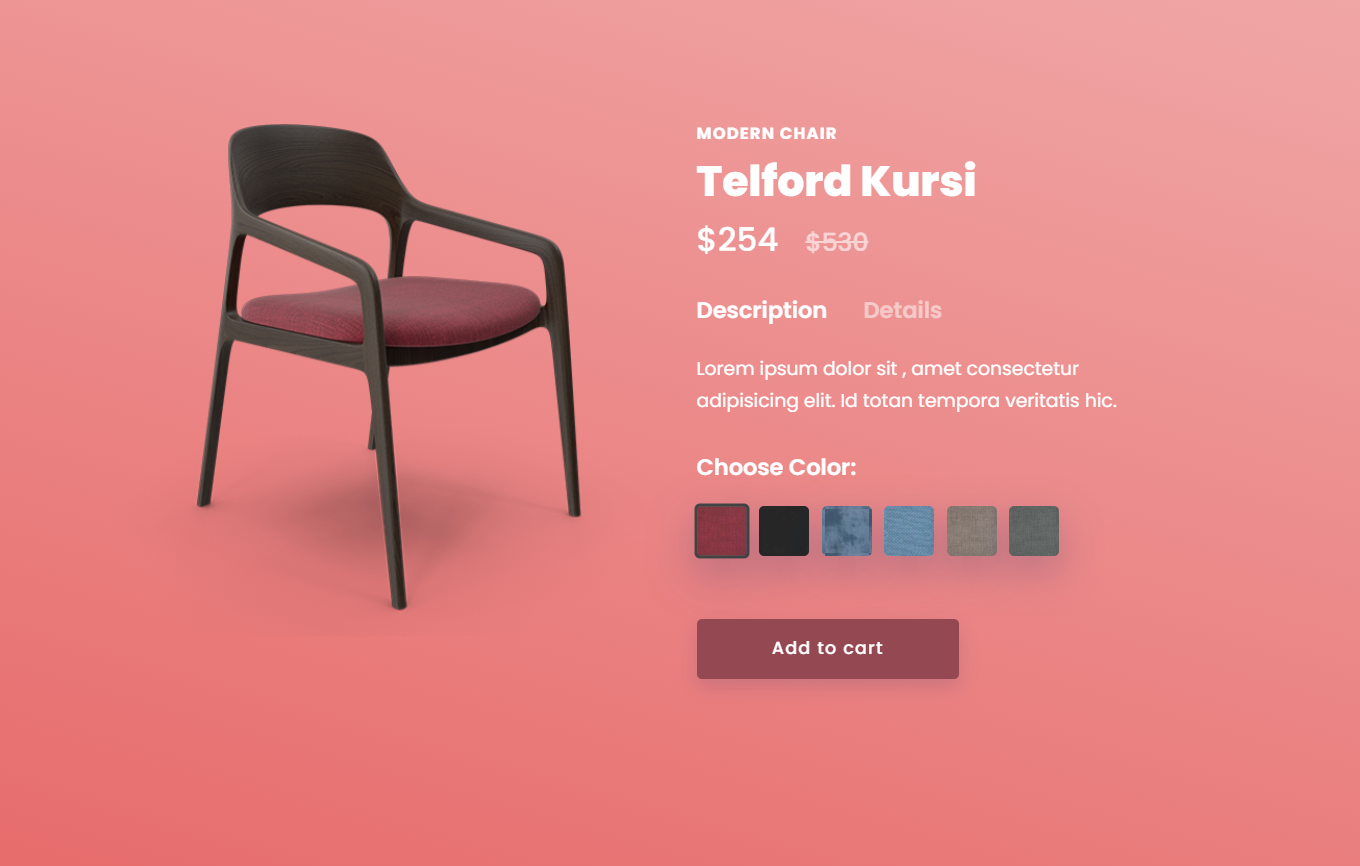 MODERN CHAIR
Telford Kursi
$254 $530
Description Details
Lorem ipsum dolor sit , amet consectetur
adipisicing elit. Id totan tempora veritatis hic.
Choose Color:
Add to cart